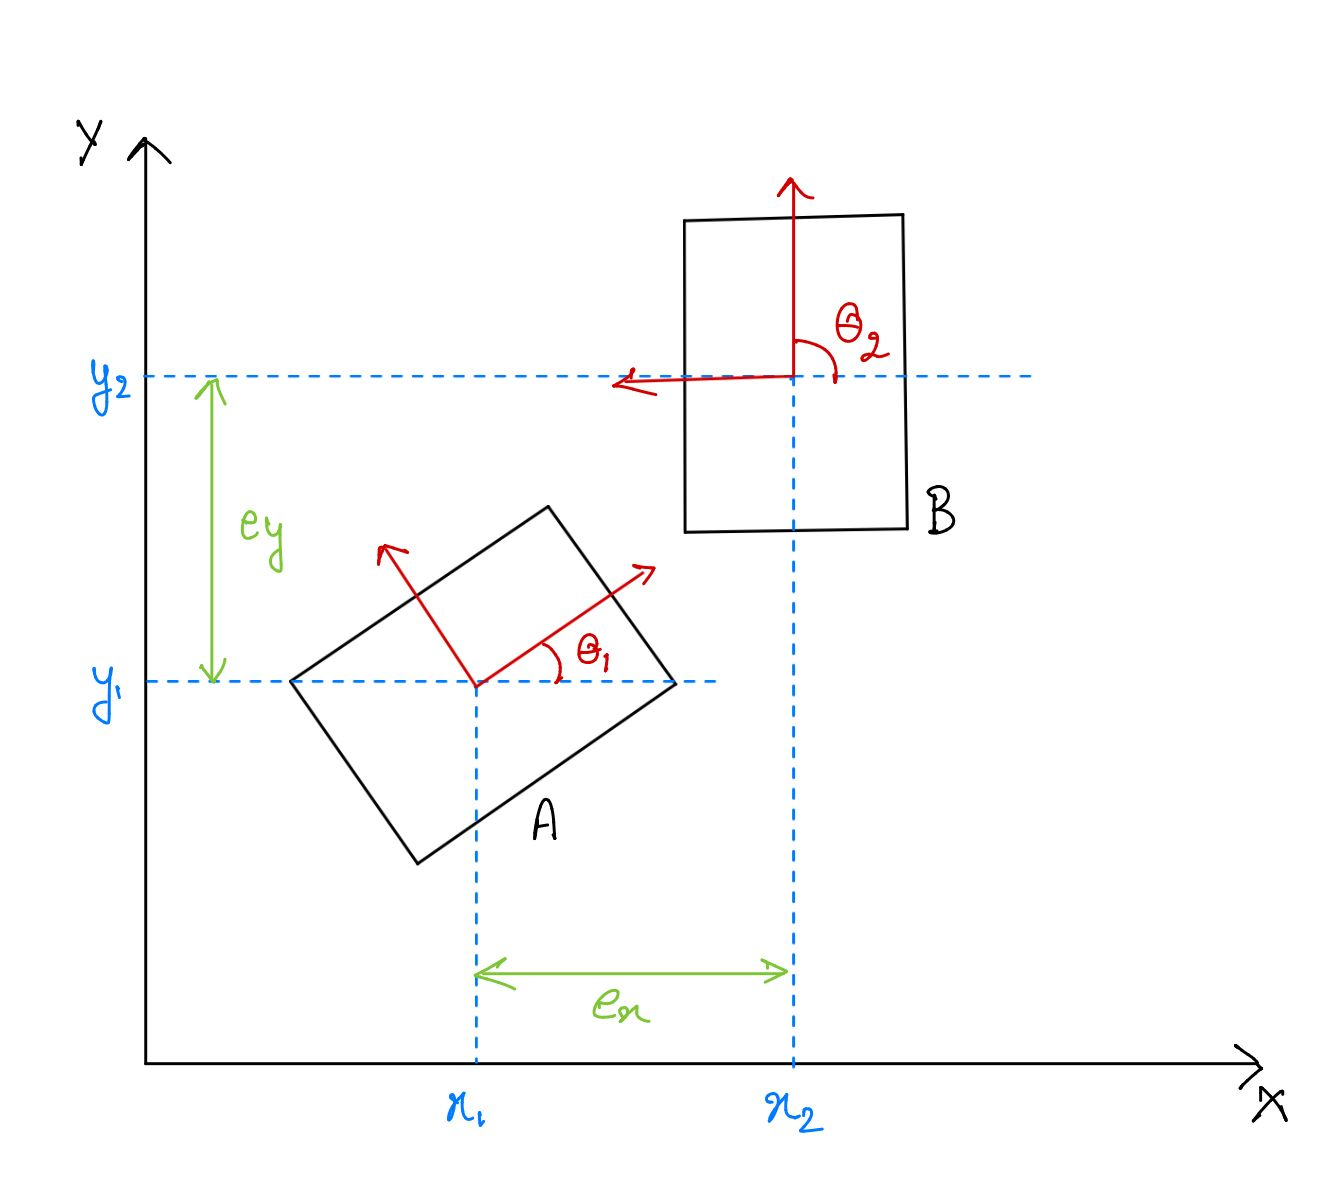 y
θ₂
y₂
B
ey
θ₁
y₁
A
ex
x₁
x₂
x